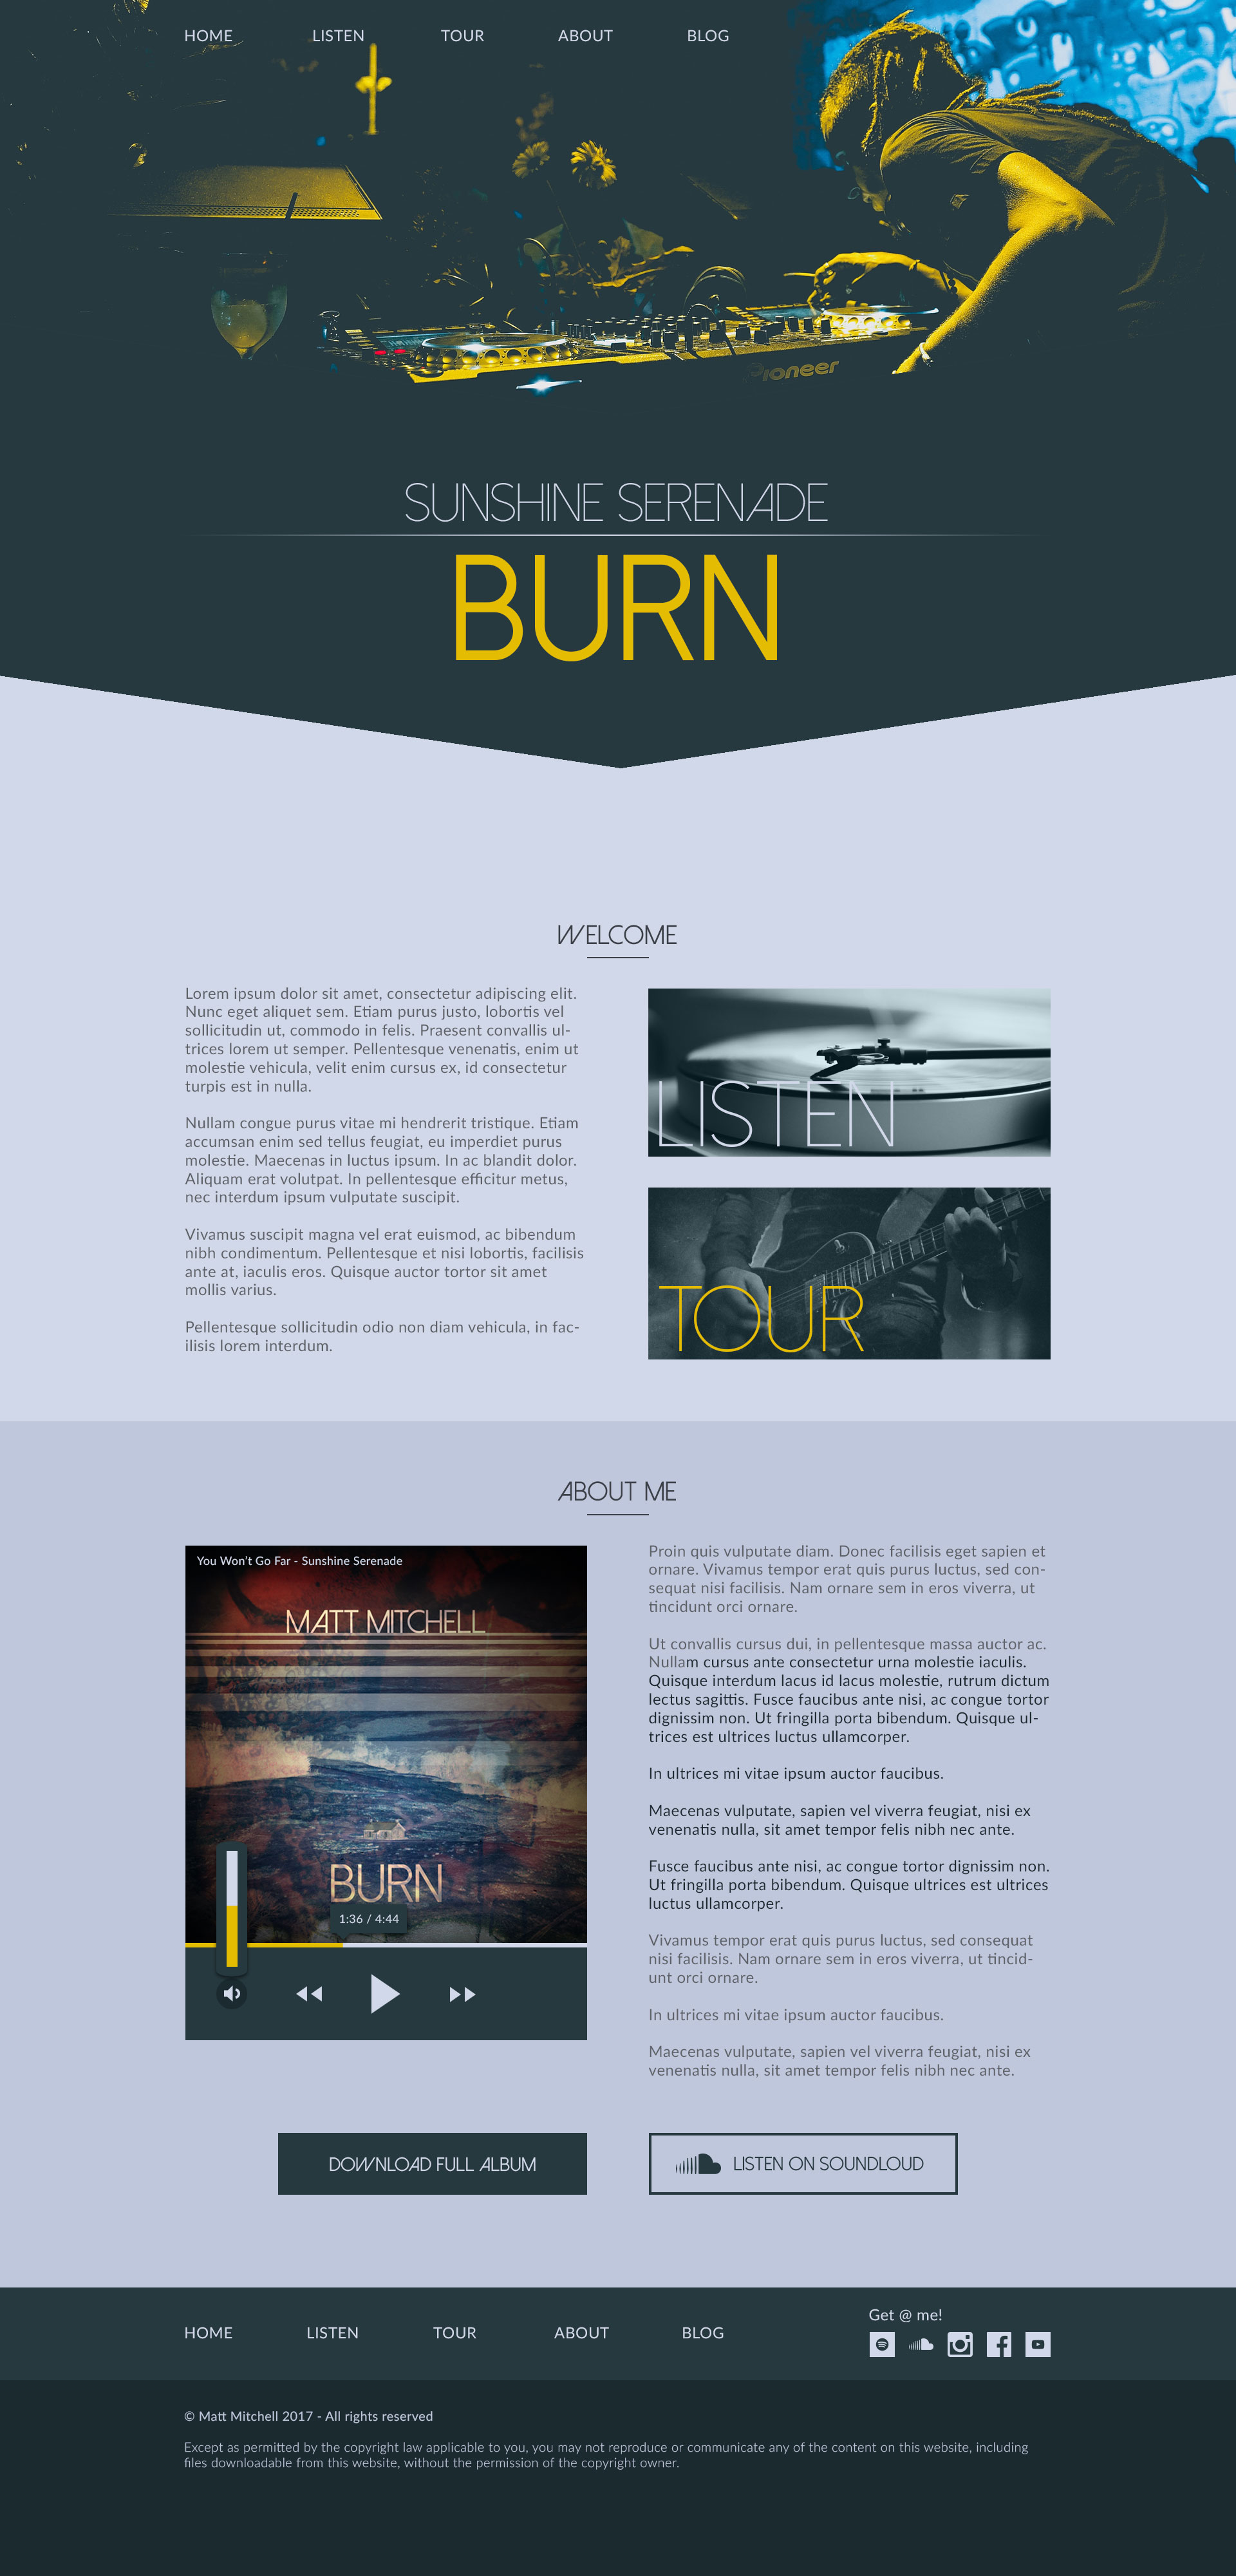 HOME LISTEN TOUR ABOUT BLOG
Pioneer
SUNSHINE SERENADE
BURN
WELCOME
Lorem ipsum dolor sit amet, consectetur adipiscing elit.
Nunc eget aliquet sem. Etiam purus justo, lobortis vel
sollicitudin ut, commodo in felis. Praesent convallis ul-
trices lorem ut semper. Pellentesque venenatis, enim ut
molestie vehicula, velit enim cursus ex, id consectetur
turpis est in nulla.
Nullam congue purus vitae mi hendrerit tristique. Etiam
accumsan enim sed tellus feugiat, eu imperdiet purus
molestie. Maecenas in luctus ipsum. In ac blandit dolor.
Aliquam erat volutpat. In pellentesque efficitur metus,
nec interdum ipsum vulputate suscipit.
Vivamus suscipit magna vel erat euismod, ac bibendum
nibh condimentum. Pellentesque et nisi lobortis, facilisis
ante at, iaculis eros. Quisque auctor tortor sit amet
mollis varius.
Pellentesque sollicitudin odio non diam vehicula, in fac-
ilisis lorem interdum.
LISTEN
TOUR
ABOUT ME
You Won't Go Far - Sunshine Serenade
MATT MITCHELL
BURN
1:36 / 4:44
Proin quis vulputate diam. Donec facilisis eget sapien et
ornare. Vivamus tempor erat quis purus luctus, sed con-
sequat nisi facilisis. Nam ornare sem in eros viverra, ut
tincidunt orci ornare.
Ut convallis cursus dui, in pellentesque massa auctor ac.
Nullam cursus ante consectetur urna molestie iaculis.
Quisque interdum lacus id lacus molestie, rutrum dictum
lectus sagittis. Fusce faucibus ante nisi, ac congue tortor
dignissim non. Ut fringilla porta bibendum. Quisque ul-
trices est ultrices luctus ullamcorper.
In ultrices mi vitae ipsum auctor faucibus.
Maecenas vulputate, sapien vel viverra feugiat, nisi ex
venenatis nulla, sit amet tempor felis nibh nec ante.
Fusce faucibus ante nisi, ac congue tortor dignissim non.
Ut fringilla porta bibendum. Quisque ultrices est ultrices
luctus ullamcorper.
Vivamus tempor erat quis purus luctus, sed consequat
nisi facilisis. Nam ornare sem in eros viverra, ut tincid-
unt orci ornare.
In ultrices mi vitae ipsum auctor faucibus.
Maecenas vulputate, sapien vel viverra feugiat, nisi ex
venenatis nulla, sit amet tempor felis nibh nec ante.
DOWNLOAD FULL ALBUM
LISTEN ON SOUNDLOUD
HOME LISTEN TOUR ABOUT BLOG
Get @ me!
© Matt Mitchell 2017 - All rights reserved
Except as permitted by the copyright law applicable to you, you may not reproduce or communicate any of the content on this website, including
files downloadable from this website, without the permission of the copyright owner.